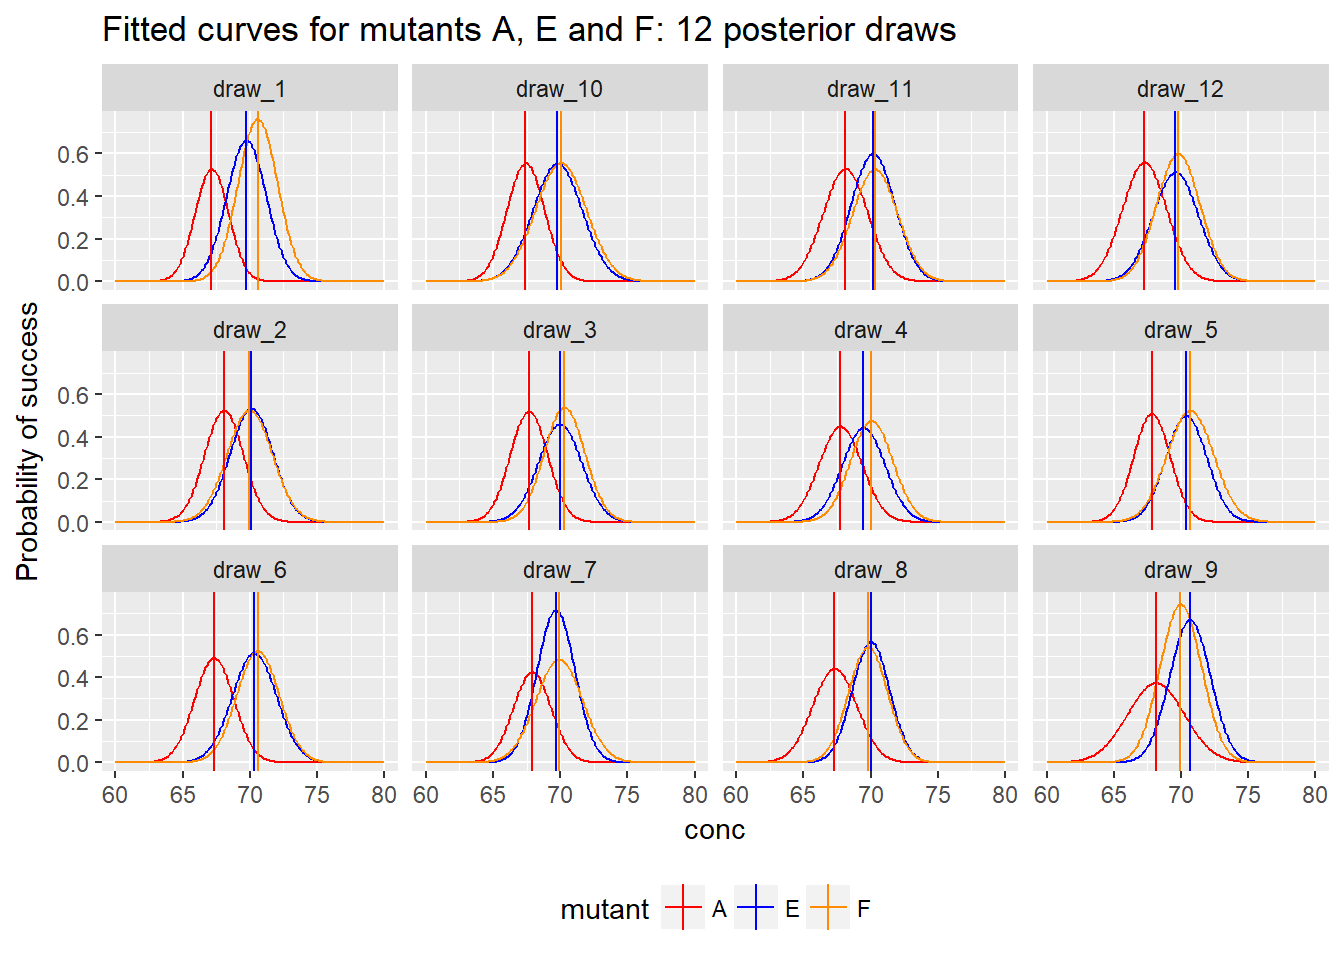 Fitted curves for mutants A, E and F: 12 posterior draws
draw_1 draw_10 draw_11 draw_12
0.6
0.4
0.2
0.0
draw_2 draw_3 draw_4 draw_5
0.6
0.4
0.2
0.0
draw_6 draw_7 draw_8 draw_9
0.6
0.4
0.2
0.0
60 65 70 75 80 60 65 70 75 80 60 65 70 75 80 60 65 70 75 80
Probability of success
conc
mutant A E F